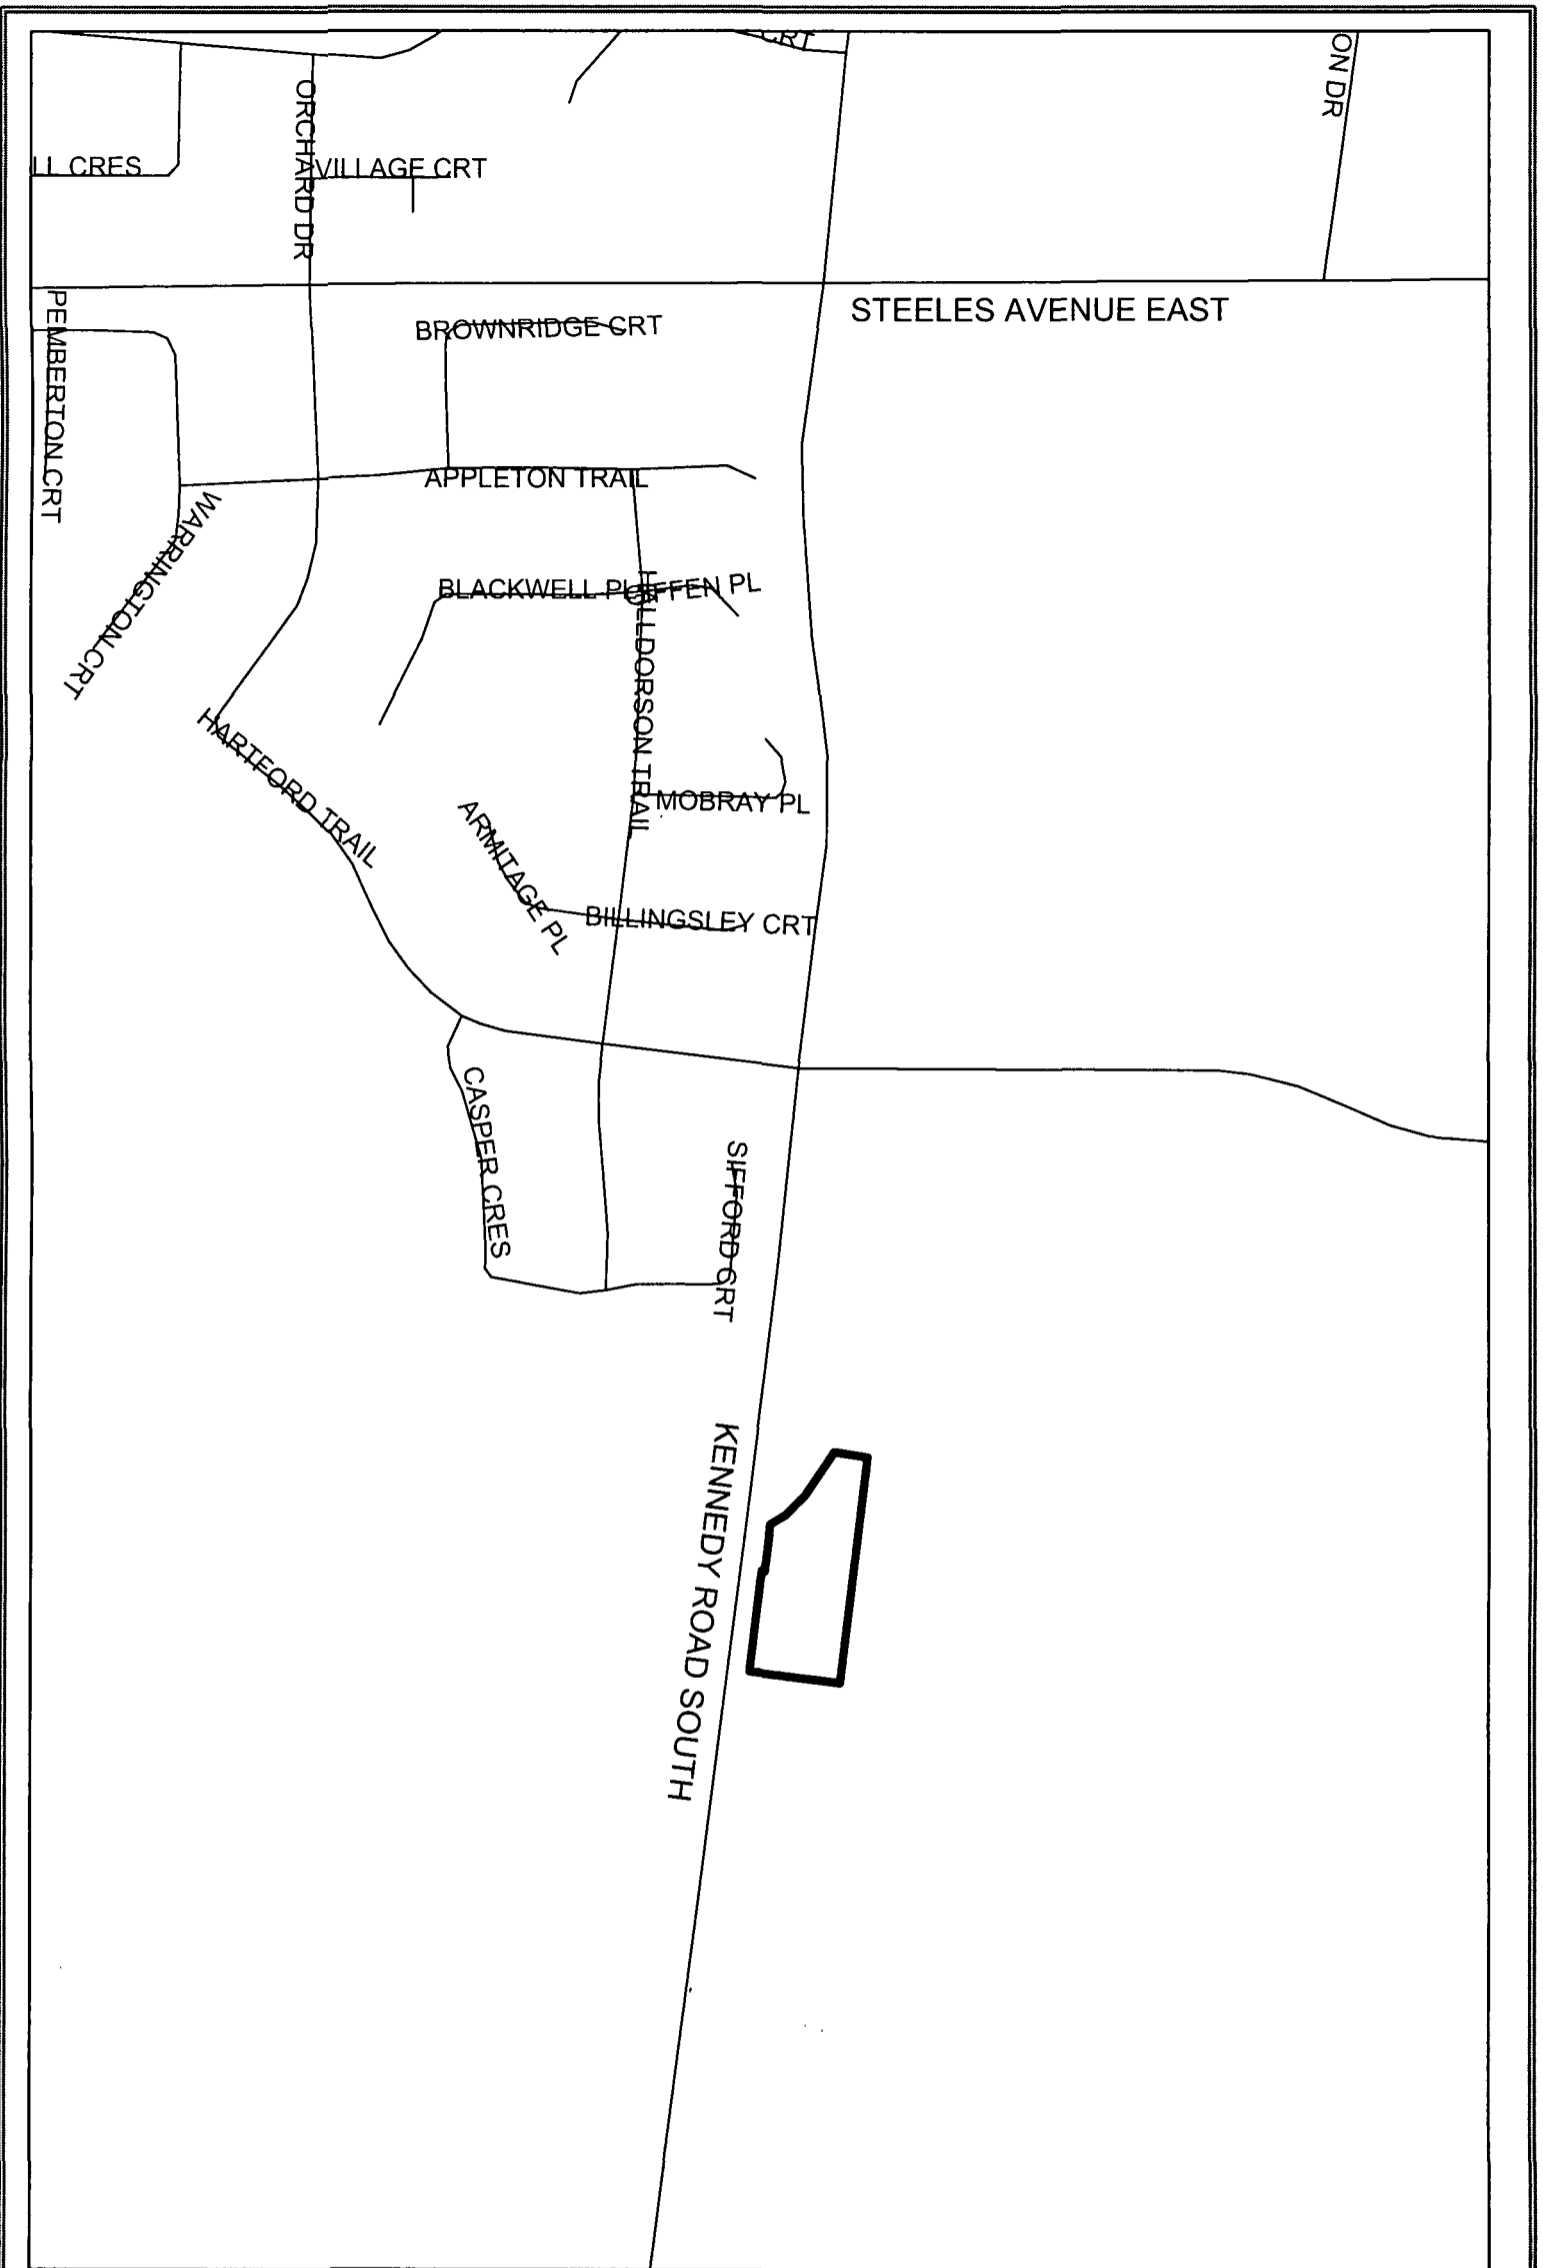 CRT
ON DR
ORCHARD DR
LL CRES
VILLAGE CRT
STEELES AVENUE EAST
PEMBERTON CRT
BROWNRIDGE CRT
APPLETON TRAIL
WARRINGTON CRT
BLACKWELL PL
GIFFEN PL
HALLDORSON TRAIL
HARTFORD TRAIL
MOBRAY PL
ARMITAGE PL
BILLINGSLEY CRT
CASPER CRES
SIFFORD CRT
KENNEDY ROAD SOUTH